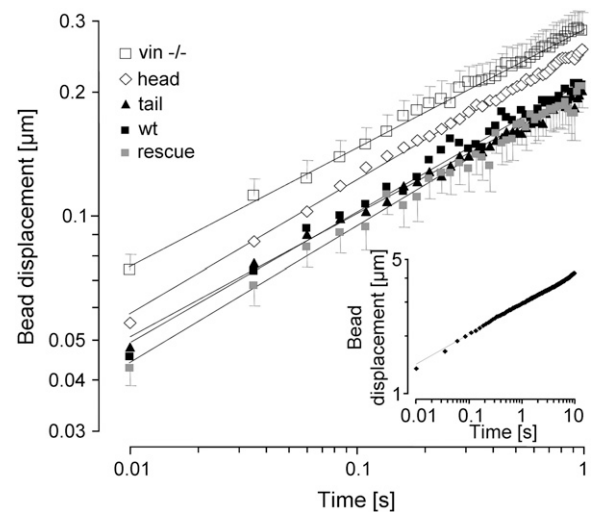 0.3
0.2
0.1
0.05
0.04
0.03
Bead displacement [µm]
vin -/-
head
tail
wt
rescue
5
1
Bead
displacement [µm]
0.01
0.1
1
10
Time [s]
0.01
0.1
1
Time [s]